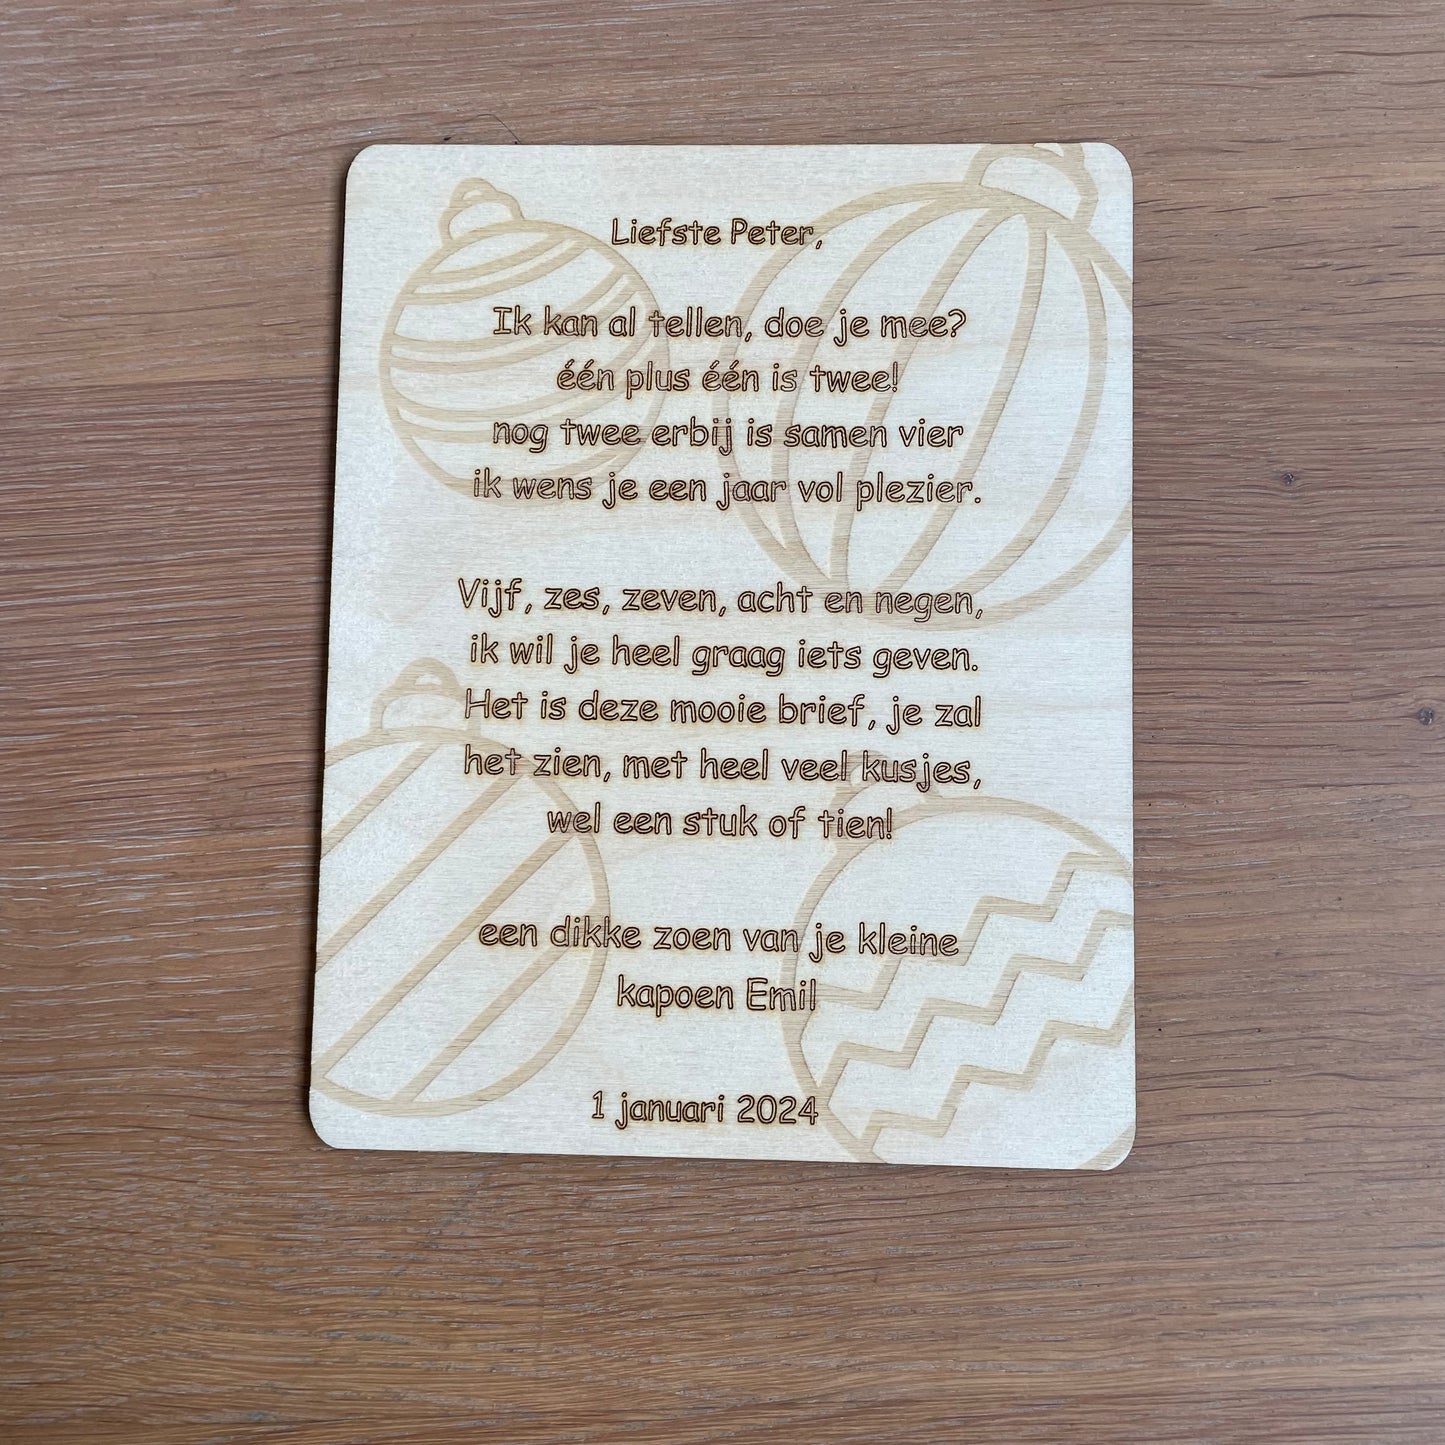 Liefste Peter,
Ik kan al tellen, doe je mee?
één plus één is twee!
nog twee erbij is samen vier
ik wens je een jaar vol plezier.
Vijf, zes, zeven, acht en negen,
ik wil je heel graag iets geven.
Het is deze mooie brief, je zal
het zien, met heel veel kusjes,
wel een stuk of tien!
een dikke zoen van je kleine
kapoen Emil
1 januari 2024